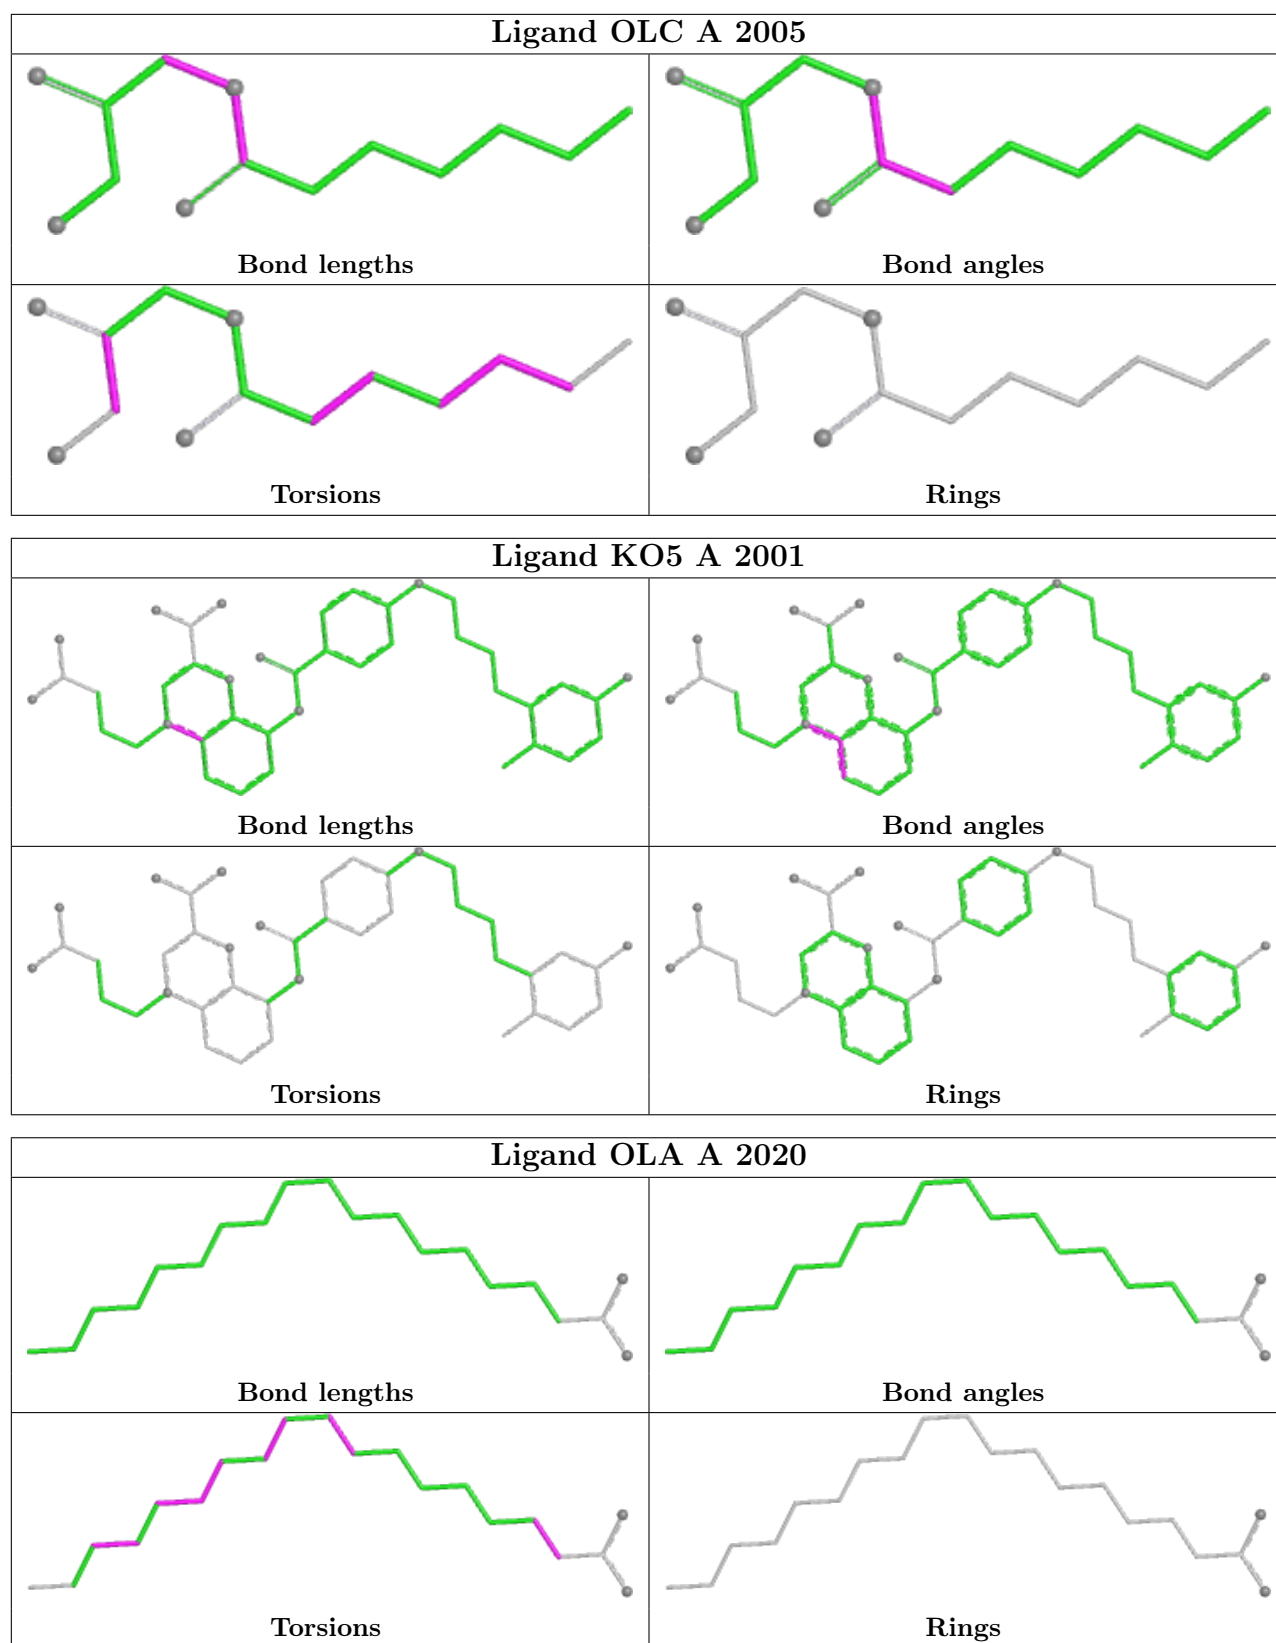 Ligand OLC A 2005
Bond lengths
Bond angles
Torsions
Rings
Ligand KO5 A 2001
Bond lengths
Bond angles
Torsions
Rings
Ligand OLA A 2020
Bond lengths
Bond angles
Torsions
Rings